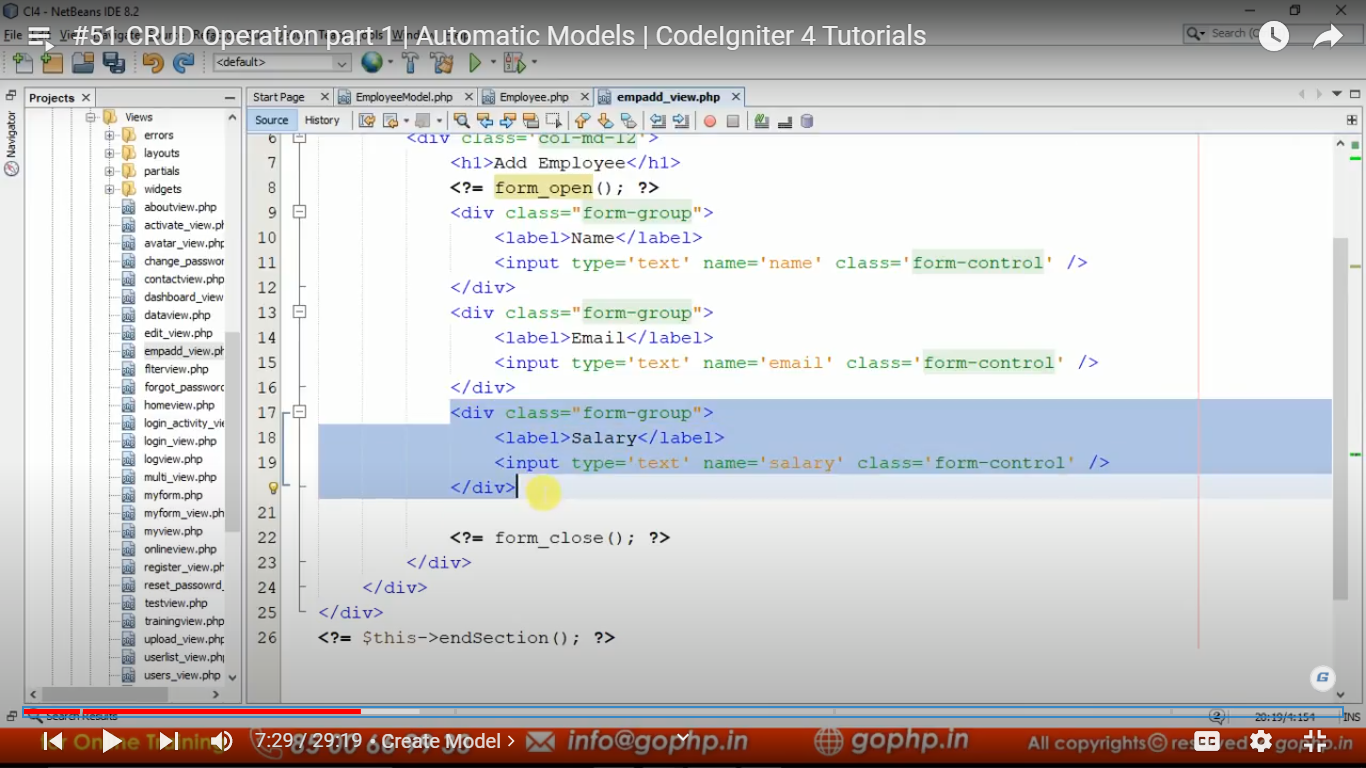 CI4 - NetBeans IDE 8.2
#51 CRUD Operation part 1 | Automatic Models | CodeIgniter 4 Tutorials
File
Search (C
<default>
Projects
Start Page
EmployeeModel.php
Employee.php
empadd_view.php
Navigator
Source
History
Views
errors
layouts
partials
widgets
aboutview.php
activate_view.php
avatar_view.php
change_passwor
contactview.php
dashboard_view
dataview.php
edit_view.php
empadd_view.ph
flterview.php
forgot_password
homeview.php
login_activity_vie
login_view.php
logview.php
multi_view.php
myform.php
myform_view.ph
myview.php
onlineview.php
register_view.ph
reset_passowrd_
testview.php
trainingview.php
upload_view.php
userlist_view.ph
users_view.php
6 <div class='col-md-12'>
7 <h1>Add Employee</h1>
8 <?= form_open(); ?>
9 <div class="form-group">
10 <label>Name</label>
11 <input type='text' name='name' class='form-control' />
12 </div>
13 <div class="form-group">
14 <label>Email</label>
15 <input type='text' name='email' class='form-control' />
16 </div>
17 <div class="form-group">
18 <label>Salary</label>
19 <input type='text' name='salary' class='form-control' />
</div>
21
22 <?= form_close(); ?>
23 </div>
24 </div>
25 </div>
26 <?= $this->endSection(); ?>
G
Search Results
2
20:19/4:154
INS
for Online Training
7:29 / 29:19 • Create Model >
info@gophp.in
gophp.in
All copyrights© res
CC